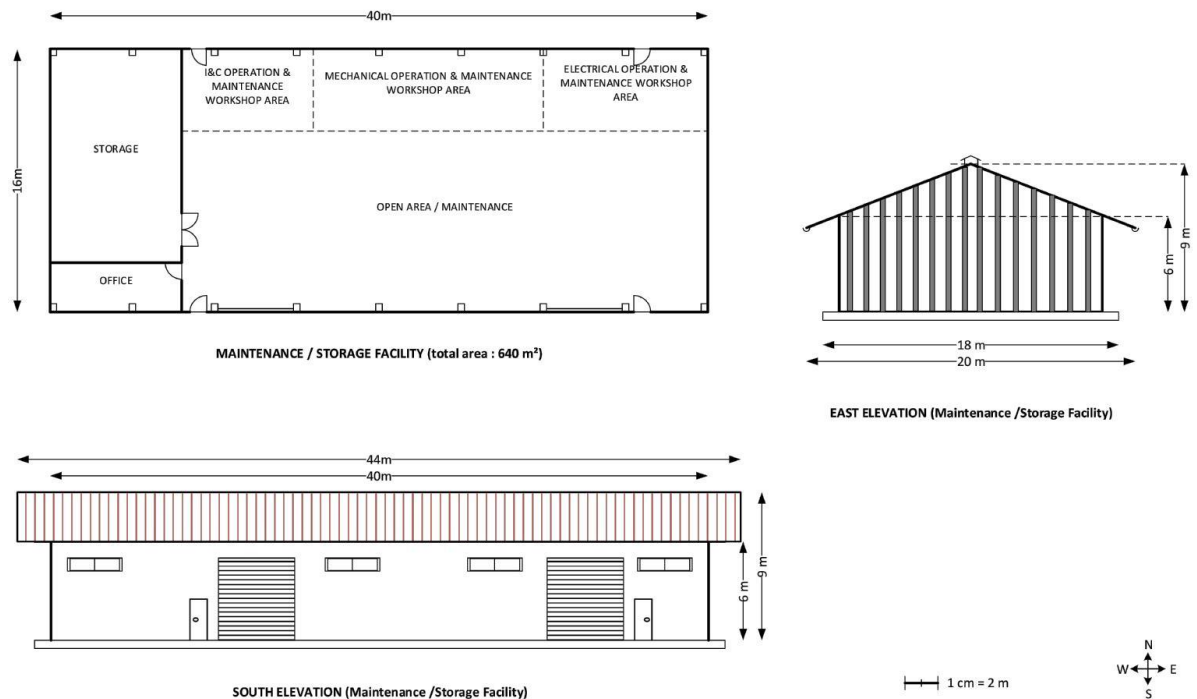 40m
16m
I&C OPERATION &
MAINTENANCE
WORKSHOP AREA
MECHANICAL OPERATION & MAINTENANCE
WORKSHOP AREA
ELECTRICAL OPERATION &
MAINTENANCE WORKSHOP
AREA
STORAGE
OPEN AREA / MAINTENANCE
OFFICE
MAINTENANCE / STORAGE FACILITY (total area : 640 m²)
6 m
9 m
18 m
20 m
EAST ELEVATION (Maintenance /Storage Facility)
44m
40m
6 m
9 m
SOUTH ELEVATION (Maintenance /Storage Facility)
1 cm = 2 m
N
W
E
S